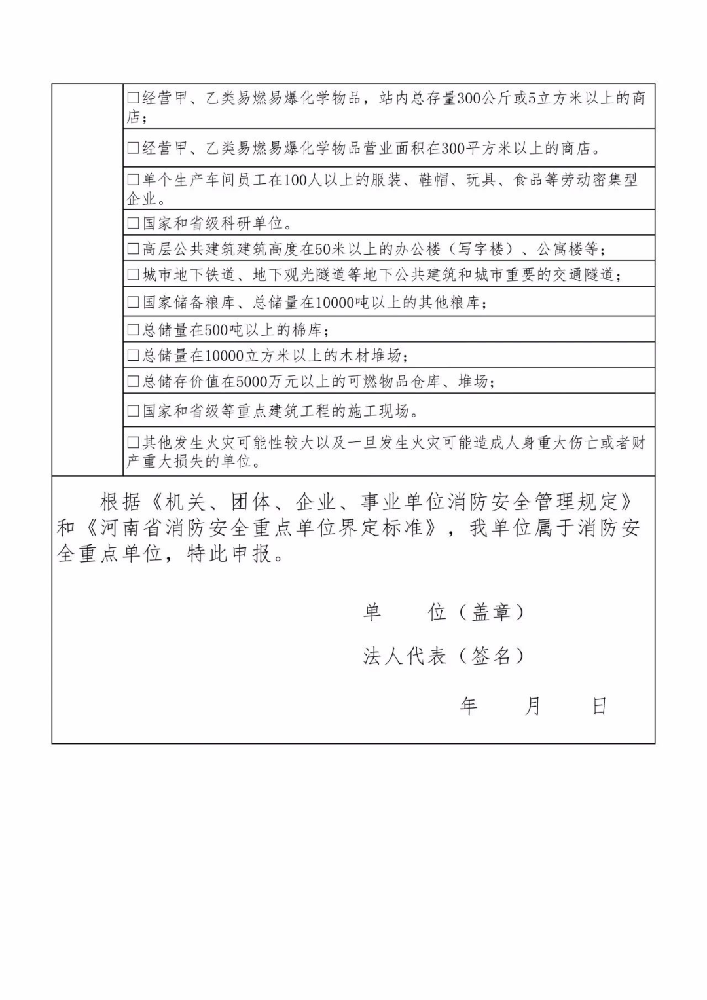 □经营甲、乙类易燃易爆化学物品，站内总存量300公斤或5立方米以上的商
店；
□经营甲、乙类易燃易爆化学物品营业面积在300平方米以上的商店。
□单个生产车间员工在100人以上的服装、鞋帽、玩具、食品等劳动密集型
企业。
□国家和省级科研单位。
□高层公共建筑建筑高度在50米以上的办公楼（写字楼）、公寓楼等；
□城市地下铁道、地下观光隧道等地下公共建筑和城市重要的交通隧道；
□国家储备粮库、总储量在10000吨以上的其他粮库；
□总储量在500吨以上的棉库；
□总储量在10000立方米以上的木材堆场；
□总储存价值在5000万元以上的可燃物品仓库、堆场；
□国家和省级等重点建筑工程的施工现场。
□其他发生火灾可能性较大以及一旦发生火灾可能造成人身重大伤亡或者财
产重大损失的单位。
根据《机关、团体、企业、事业单位消防安全管理规定》
和《河南省消防安全重点单位界定标准》，我单位属于消防安
全重点单位，特此申报。
单　　位（盖章）
法人代表（签名）
年　　月　　日